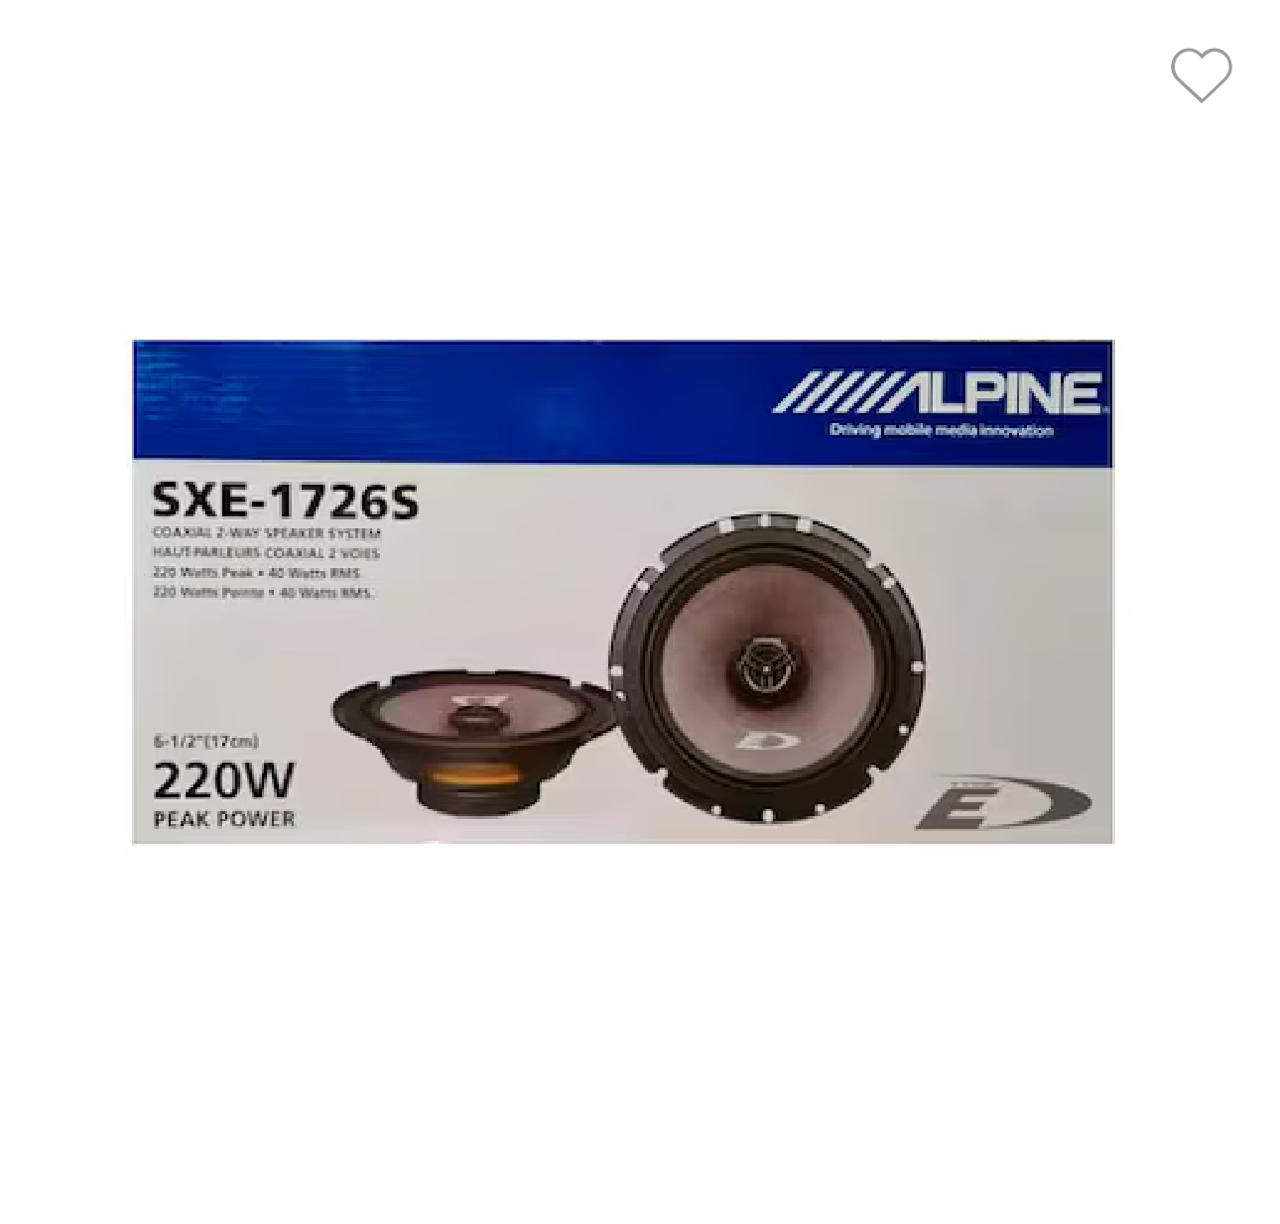 ALPINE
Driving mobile media innovation
SXE-1726S
COAXIAL 2-WAY SPEAKER SYSTEM
HAUT-PARLEURS COAXIAL 2 VOIES
220 Watts Peak • 40 Watts RMS.
220 Watts Pointe • 40 Watts RMS.
6-1/2"(17cm)
220W
PEAK POWER
E